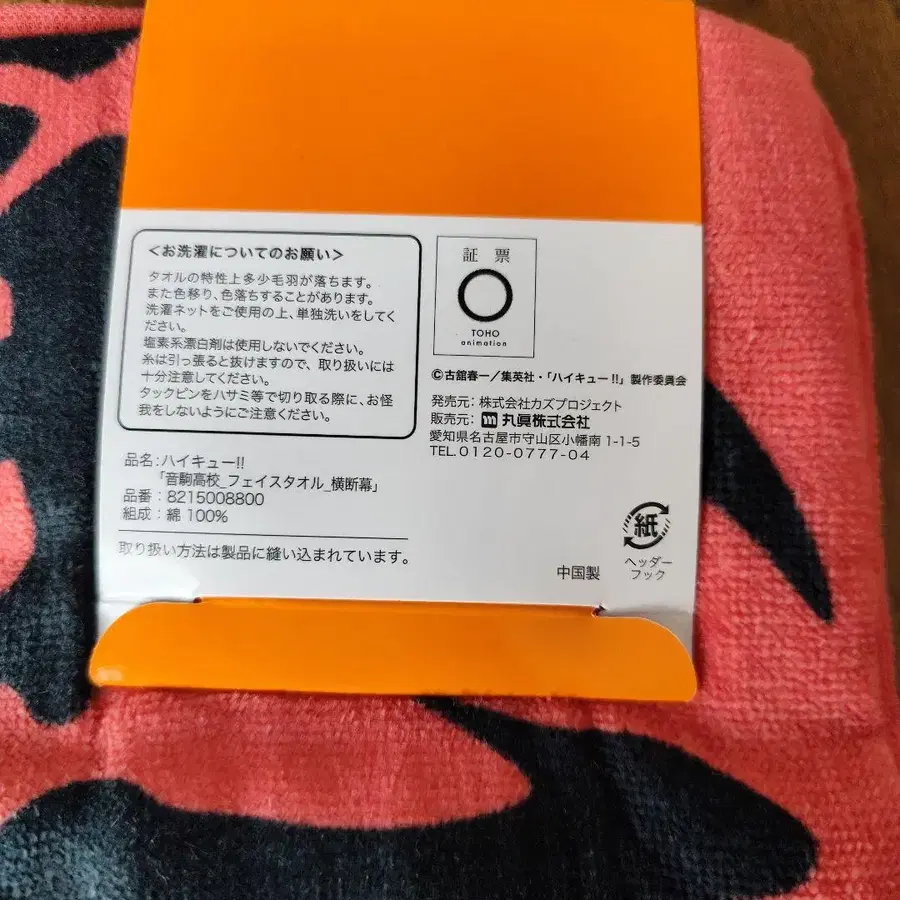 <お洗濯についてのお願い>
タオルの特性上多少毛羽が落ちます。
また色移り、色落ちすることがあります。
洗濯ネットをご使用の上、単独洗いをしてく
ださい。
塩素系漂白剤は使用しないでください。
糸は引っ張ると抜けますので、取り扱いには
十分注意してください。
タックピンをハサミ等で切り取る際に、お怪
我をしないようにご注意ください。
品名:ハイキュー!!
「音駒高校_フェイスタオル_横断幕」
品番:8215008800
組成:綿 100%
取り扱い方法は製品に縫い込まれています。
証 票
TOHO
animation
©古舘春一/集英社・「ハイキュー!!」製作委員会
発売元:株式会社カズプロジェクト
販売元: m 丸眞株式会社
愛知県名古屋市守山区小幡南 1-1-5
TEL.0120-0777-04
中国製
紙
ヘッダー
フック